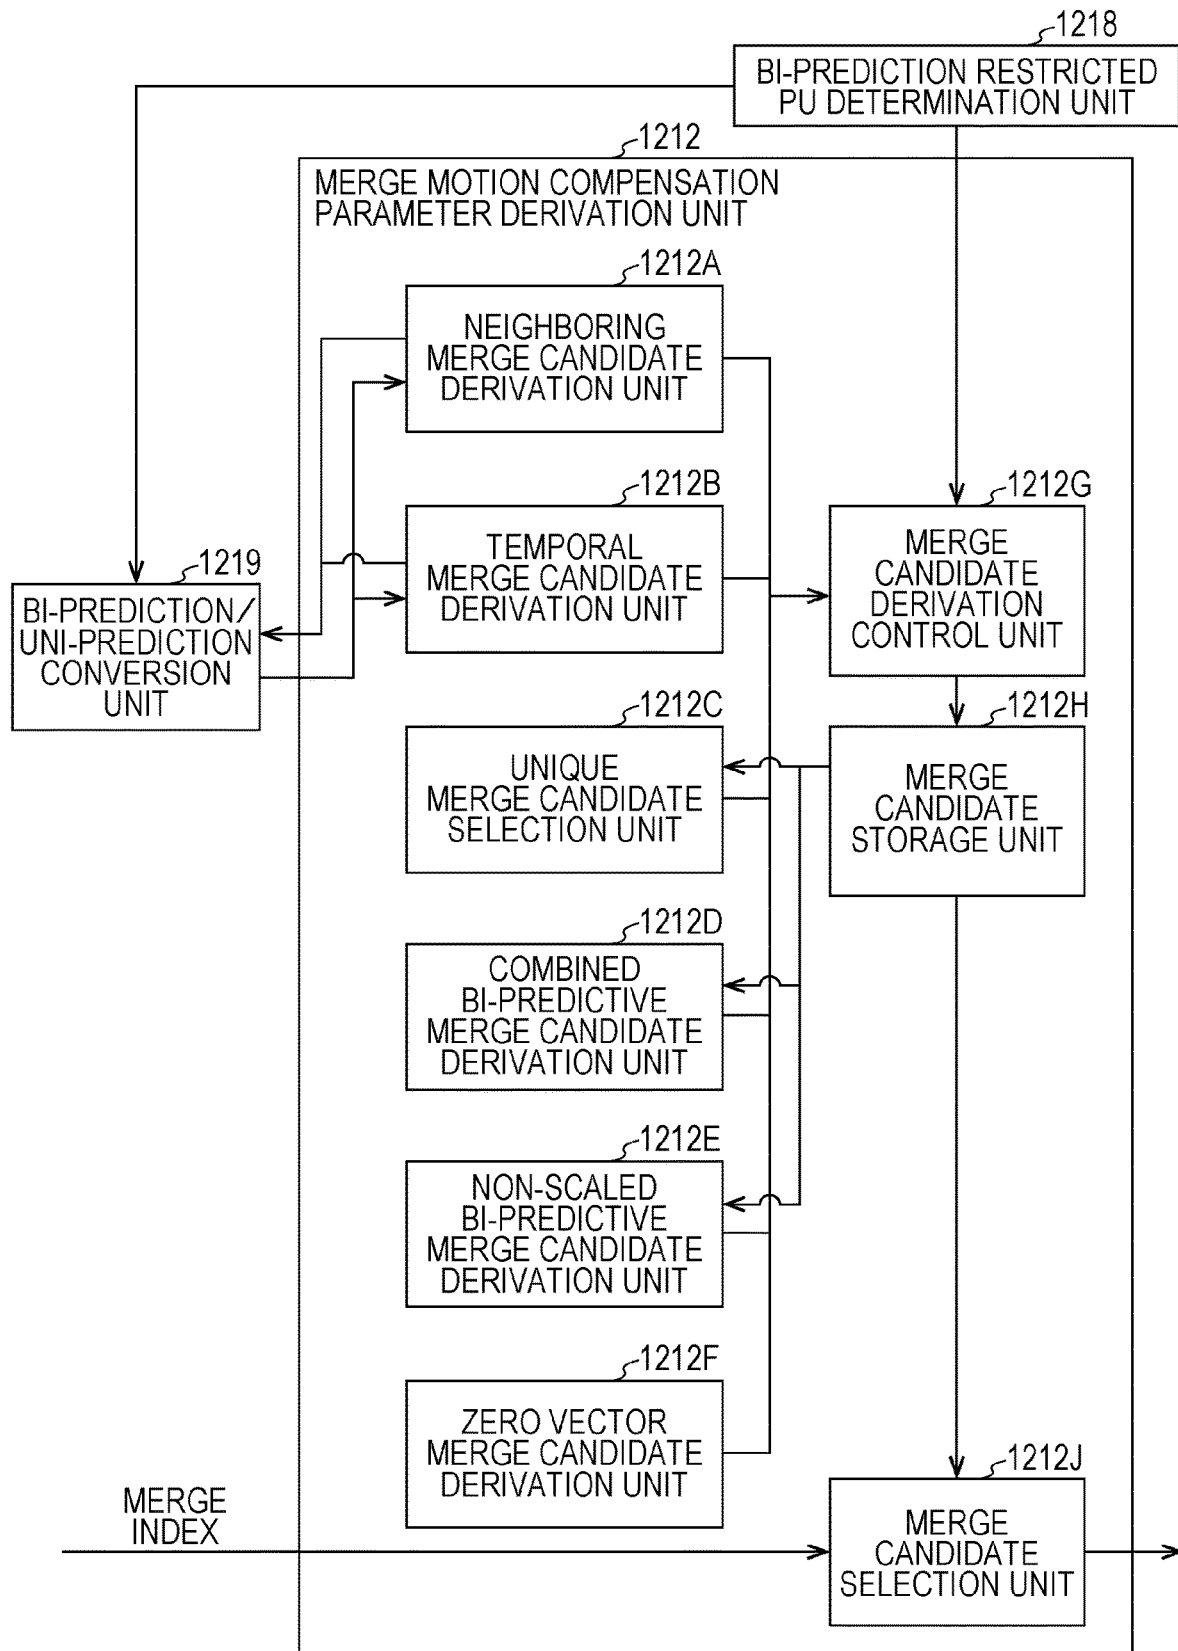 1218
BI-PREDICTION RESTRICTED
PU DETERMINATION UNIT
1212
MERGE MOTION COMPENSATION
PARAMETER DERIVATION UNIT
1212A
NEIGHBORING
MERGE CANDIDATE
DERIVATION UNIT
1212B
TEMPORAL
MERGE CANDIDATE
DERIVATION UNIT
1212G
MERGE
CANDIDATE
DERIVATION
CONTROL UNIT
1219
BI-PREDICTION/
UNI-PREDICTION
CONVERSION
UNIT
1212C
UNIQUE
MERGE CANDIDATE
SELECTION UNIT
1212H
MERGE
CANDIDATE
STORAGE UNIT
1212D
COMBINED
BI-PREDICTIVE
MERGE CANDIDATE
DERIVATION UNIT
1212E
NON-SCALED
BI-PREDICTIVE
MERGE CANDIDATE
DERIVATION UNIT
1212F
ZERO VECTOR
MERGE CANDIDATE
DERIVATION UNIT
MERGE
INDEX
1212J
MERGE
CANDIDATE
SELECTION UNIT